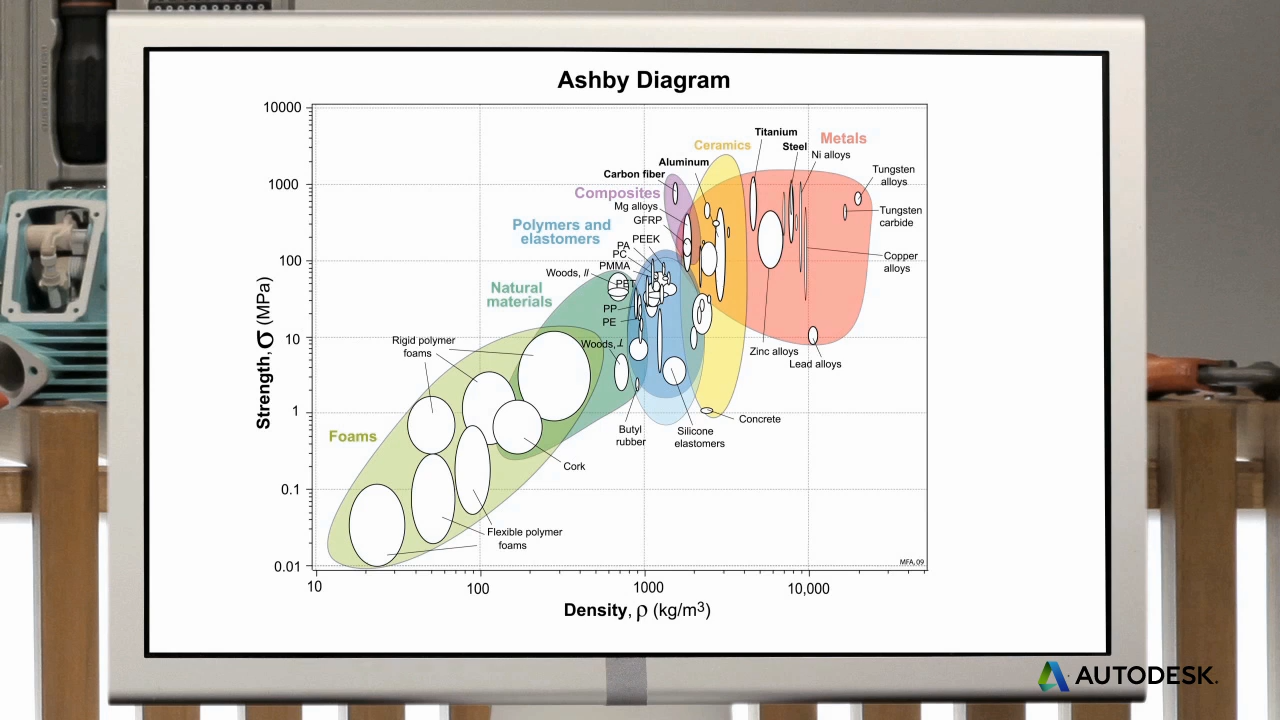 Ashby Diagram
10000
1000
100
10
1
0.1
0.01
Strength, σ (MPa)
10
100
1000
10,000
Density, ρ (kg/m³)
Foams
Rigid polymer
foams
Flexible polymer
foams
Cork
Natural
materials
Woods, //
Woods, ⊥
Polymers and
elastomers
PEEK
PA
PC
PMMA
PET
PP
PE
Butyl
rubber
Silicone
elastomers
Composites
Carbon fiber
Mg alloys
GFRP
Ceramics
Aluminum
Concrete
Metals
Titanium
Steel
Ni alloys
Tungsten
alloys
Tungsten
carbide
Copper
alloys
Zinc alloys
Lead alloys
MFA, 09
AUTODESK.